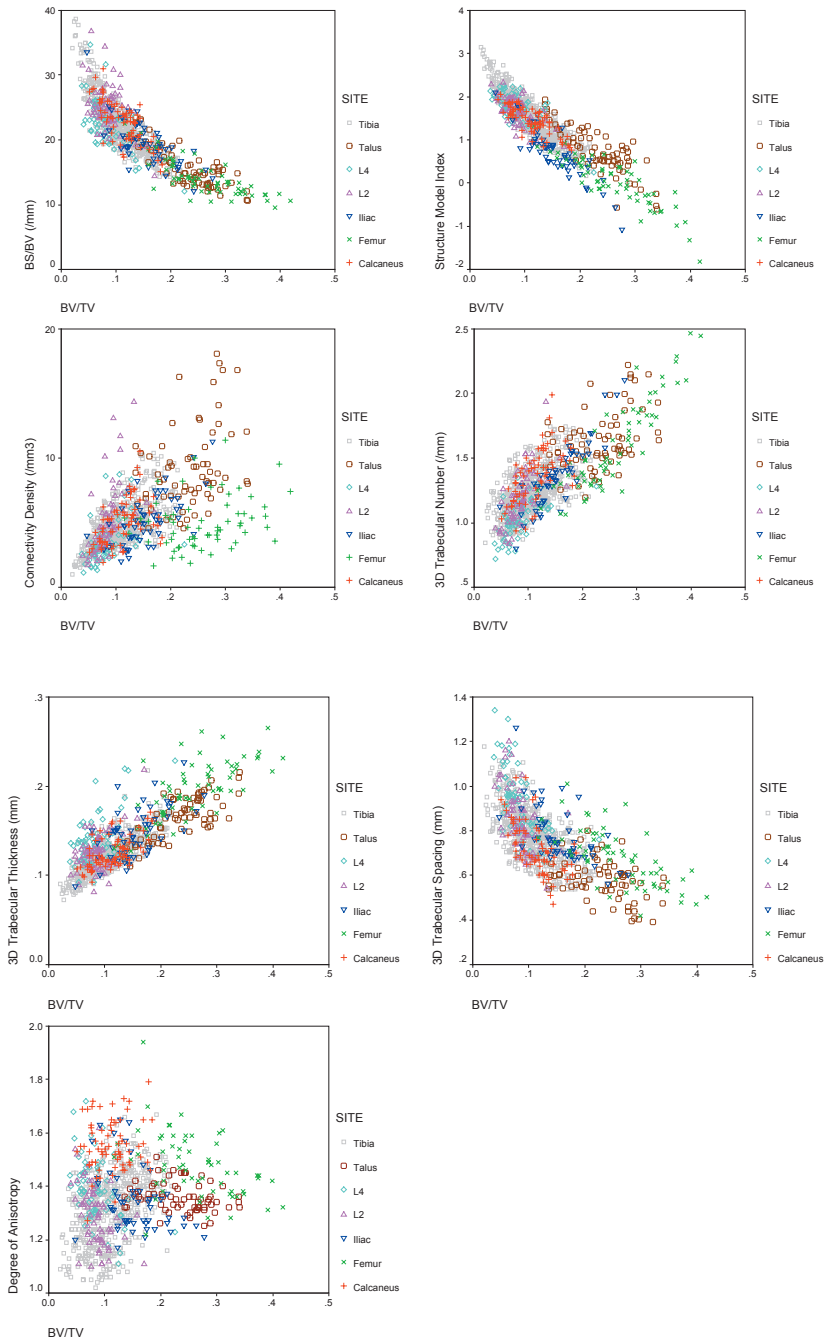 40
30
20
10
0
BS/BV (/mm)
0.0 .1 .2 .3 .4 .5
BV/TV
SITE
Tibia
Talus
L4
L2
Iliac
Femur
Calcaneus
4
3
2
1
0
-1
-2
Structure Model Index
0.0 .1 .2 .3 .4 .5
BV/TV
SITE
Tibia
Talus
L4
L2
Iliac
Femur
Calcaneus
20
10
0
Connectivity Density (/mm3)
0.0 .1 .2 .3 .4 .5
BV/TV
SITE
Tibia
Talus
L4
L2
Iliac
Femur
Calcaneus
2.5
2.0
1.5
1.0
.5
3D Trabecular Number (/mm)
0.0 .1 .2 .3 .4 .5
BV/TV
SITE
Tibia
Talus
L4
L2
Iliac
Femur
Calcaneus
.3
.2
.1
0.0
3D Trabecular Thickness (mm)
0.0 .1 .2 .3 .4 .5
BV/TV
SITE
Tibia
Talus
L4
L2
Iliac
Femur
Calcaneus
1.4
1.2
1.0
.8
.6
.4
.2
3D Trabecular Spacing (mm)
0.0 .1 .2 .3 .4 .5
BV/TV
SITE
Tibia
Talus
L4
L2
Iliac
Femur
Calcaneus
2.0
1.8
1.6
1.4
1.2
1.0
Degree of Anisotropy
0.0 .1 .2 .3 .4 .5
BV/TV
SITE
Tibia
Talus
L4
L2
Iliac
Femur
Calcaneus